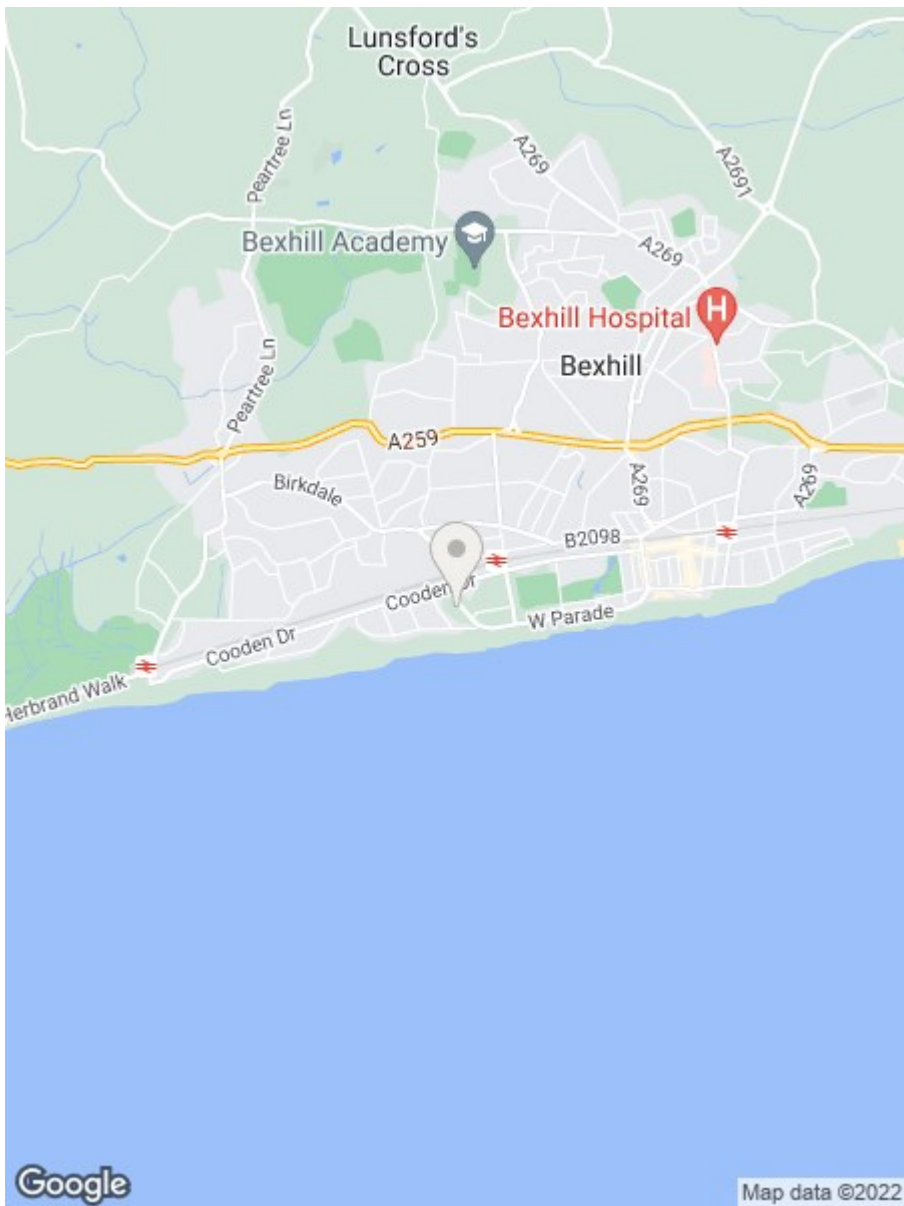 Lunsford's
Cross
Peartree Ln
A269
A2691
Bexhill Academy
A269
Bexhill Hospital
H
Bexhill
Peartree Ln
A259
Birkdale
A269
A269
B2098
Cooden Dr
W Parade
Cooden Dr
Herbrand Walk
Google
Map data ©2022